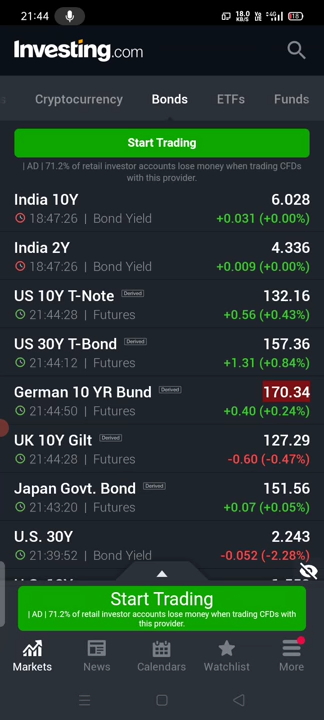 21:44
18.0 KB/S
4G
18
Investing.com
Cryptocurrency Bonds ETFs Funds
Start Trading
| AD | 71.2% of retail investor accounts lose money when trading CFDs
with this provider.
India 10Y 6.028
18:47:26 | Bond Yield +0.031 (+0.00%)
India 2Y 4.336
18:47:26 | Bond Yield +0.009 (+0.00%)
US 10Y T-Note Derived 132.16
21:44:28 | Futures +0.56 (+0.43%)
US 30Y T-Bond Derived 157.36
21:44:12 | Futures +1.31 (+0.84%)
German 10 YR Bund Derived 170.34
21:44:50 | Futures +0.40 (+0.24%)
UK 10Y Gilt Derived 127.29
21:44:28 | Futures -0.60 (-0.47%)
Japan Govt. Bond Derived 151.56
21:43:20 | Futures +0.07 (+0.05%)
U.S. 30Y 2.243
21:39:52 | Bond Yield -0.052 (-2.28%)
Start Trading
| AD | 71.2% of retail investor accounts lose money when trading CFDs with
this provider.
Markets News Calendars Watchlist More